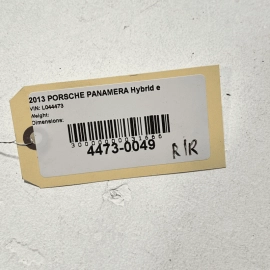 2013 PORSCHE PANAMERA Hybrid e
VIN: L044473
Weight:
Dimensions:
4473-0049
R/R